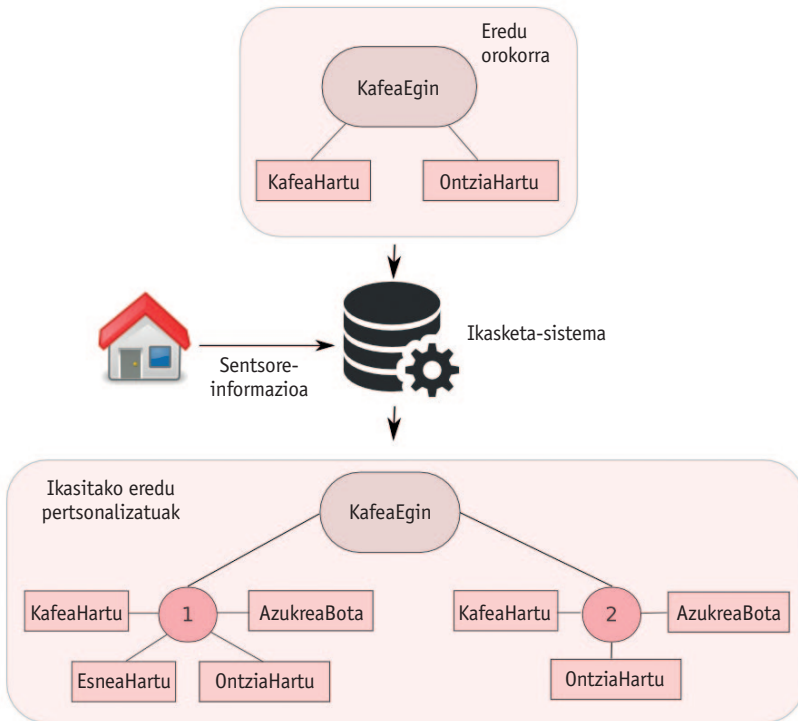 Eredu
orokorra
KafeaEgin
KafeaHartu
OntziaHartu
Ikasketa-sistema
Sentsore-
informazioa
Ikasitako eredu
pertsonalizatuak
KafeaEgin
KafeaHartu
1
AzukreaBota
EsneaHartu
OntziaHartu
KafeaHartu
2
AzukreaBota
OntziaHartu